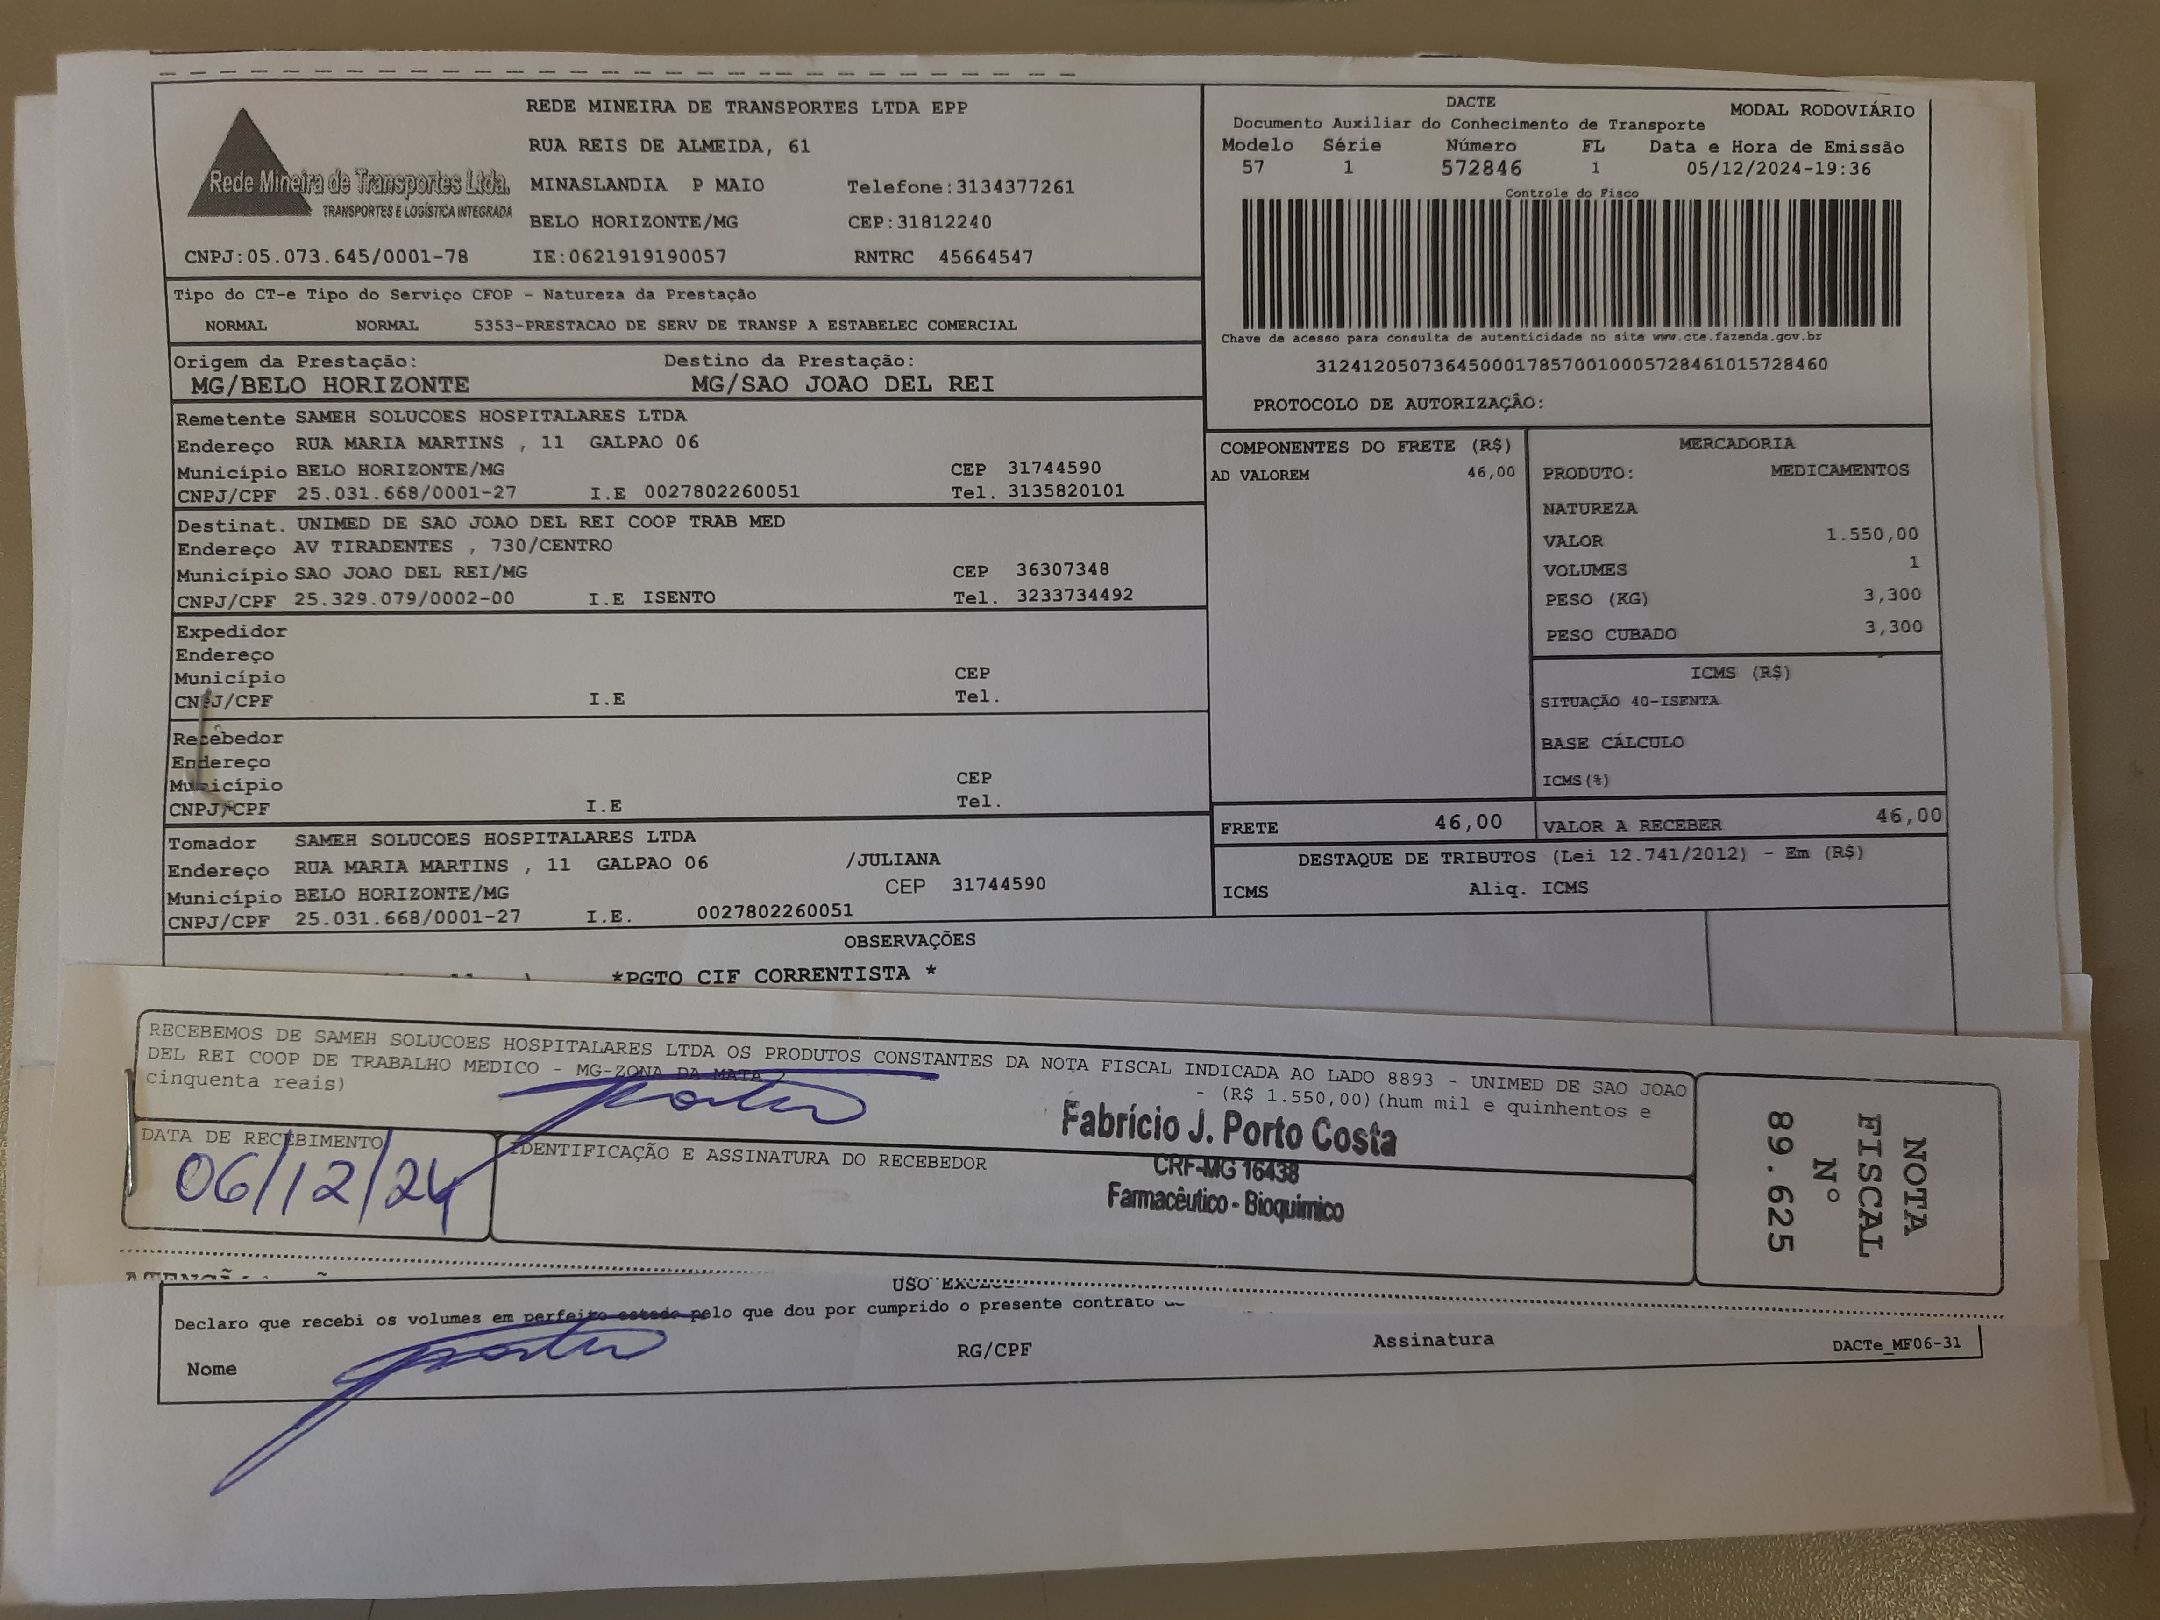 REDE MINEIRA DE TRANSPORTES LTDA EPP
RUA REIS DE ALMEIDA, 61
Rede Mineira de Transportes Ltda.
TRANSPORTES E LOGÍSTICA INTEGRADA
MINASLANDIA P MAIO Telefone:3134377261
BELO HORIZONTE/MG CEP:31812240
CNPJ:05.073.645/0001-78 IE:0621919190057 RNTRC 45664547
DACTE MODAL RODOVIÁRIO
Documento Auxiliar do Conhecimento de Transporte
Modelo Série Número FL Data e Hora de Emissão
57 1 572846 1 05/12/2024-19:36
Controle do Fisco
Chave de acesso para consulta de autenticidade no site www.cte.fazenda.gov.br
31241205073645000178570010005728461015728460
PROTOCOLO DE AUTORIZAÇÃO:
Tipo do CT-e Tipo do Serviço CFOP - Natureza da Prestação
NORMAL NORMAL 5353-PRESTACAO DE SERV DE TRANSP A ESTABELEC COMERCIAL
Origem da Prestação: Destino da Prestação:
MG/BELO HORIZONTE MG/SAO JOAO DEL REI
Remetente SAMEH SOLUCOES HOSPITALARES LTDA
Endereço RUA MARIA MARTINS , 11 GALPAO 06
Município BELO HORIZONTE/MG CEP 31744590
CNPJ/CPF 25.031.668/0001-27 I.E 0027802260051 Tel. 3135820101
Destinat. UNIMED DE SAO JOAO DEL REI COOP TRAB MED
Endereço AV TIRADENTES , 730/CENTRO
Município SAO JOAO DEL REI/MG CEP 36307348
CNPJ/CPF 25.329.079/0002-00 I.E ISENTO Tel. 3233734492
Expedidor
Endereço
Município CEP
CNPJ/CPF I.E Tel.
Recebedor
Endereço
Município CEP
CNPJ/CPF I.E Tel.
Tomador SAMEH SOLUCOES HOSPITALARES LTDA
Endereço RUA MARIA MARTINS , 11 GALPAO 06 /JULIANA
Município BELO HORIZONTE/MG CEP 31744590
CNPJ/CPF 25.031.668/0001-27 I.E. 0027802260051
COMPONENTES DO FRETE (R$)
AD VALOREM 46,00
MERCADORIA
PRODUTO: MEDICAMENTOS
NATUREZA
VALOR 1.550,00
VOLUMES 1
PESO (KG) 3,300
PESO CUBADO 3,300
ICMS (R$)
SITUAÇÃO 40-ISENTA
BASE CÁLCULO
ICMS(%)
FRETE 46,00 VALOR A RECEBER 46,00
DESTAQUE DE TRIBUTOS (Lei 12.741/2012) - Em (R$)
ICMS Aliq. ICMS
OBSERVAÇÕES
*PGTO CIF CORRENTISTA *
RECEBEMOS DE SAMEH SOLUCOES HOSPITALARES LTDA OS PRODUTOS CONSTANTES DA NOTA FISCAL INDICADA AO LADO 8893 - UNIMED DE SAO JOAO
DEL REI COOP DE TRABALHO MEDICO - MG-ZONA DA MATA 2 - (R$ 1.550,00)(hum mil e quinhentos e
cinquenta reais)
DATA DE RECEBIMENTO
06/12/24
IDENTIFICAÇÃO E ASSINATURA DO RECEBEDOR
Fabrício J. Porto Costa
CRF-MG 16438
Farmacêutico - Bioquímico
NOTA
FISCAL
Nº
89.625
USO
Declaro que recebi os volumes em perfeito estado pelo que dou por cumprido o presente contrato
Nome RG/CPF Assinatura DACTe_MF06-31